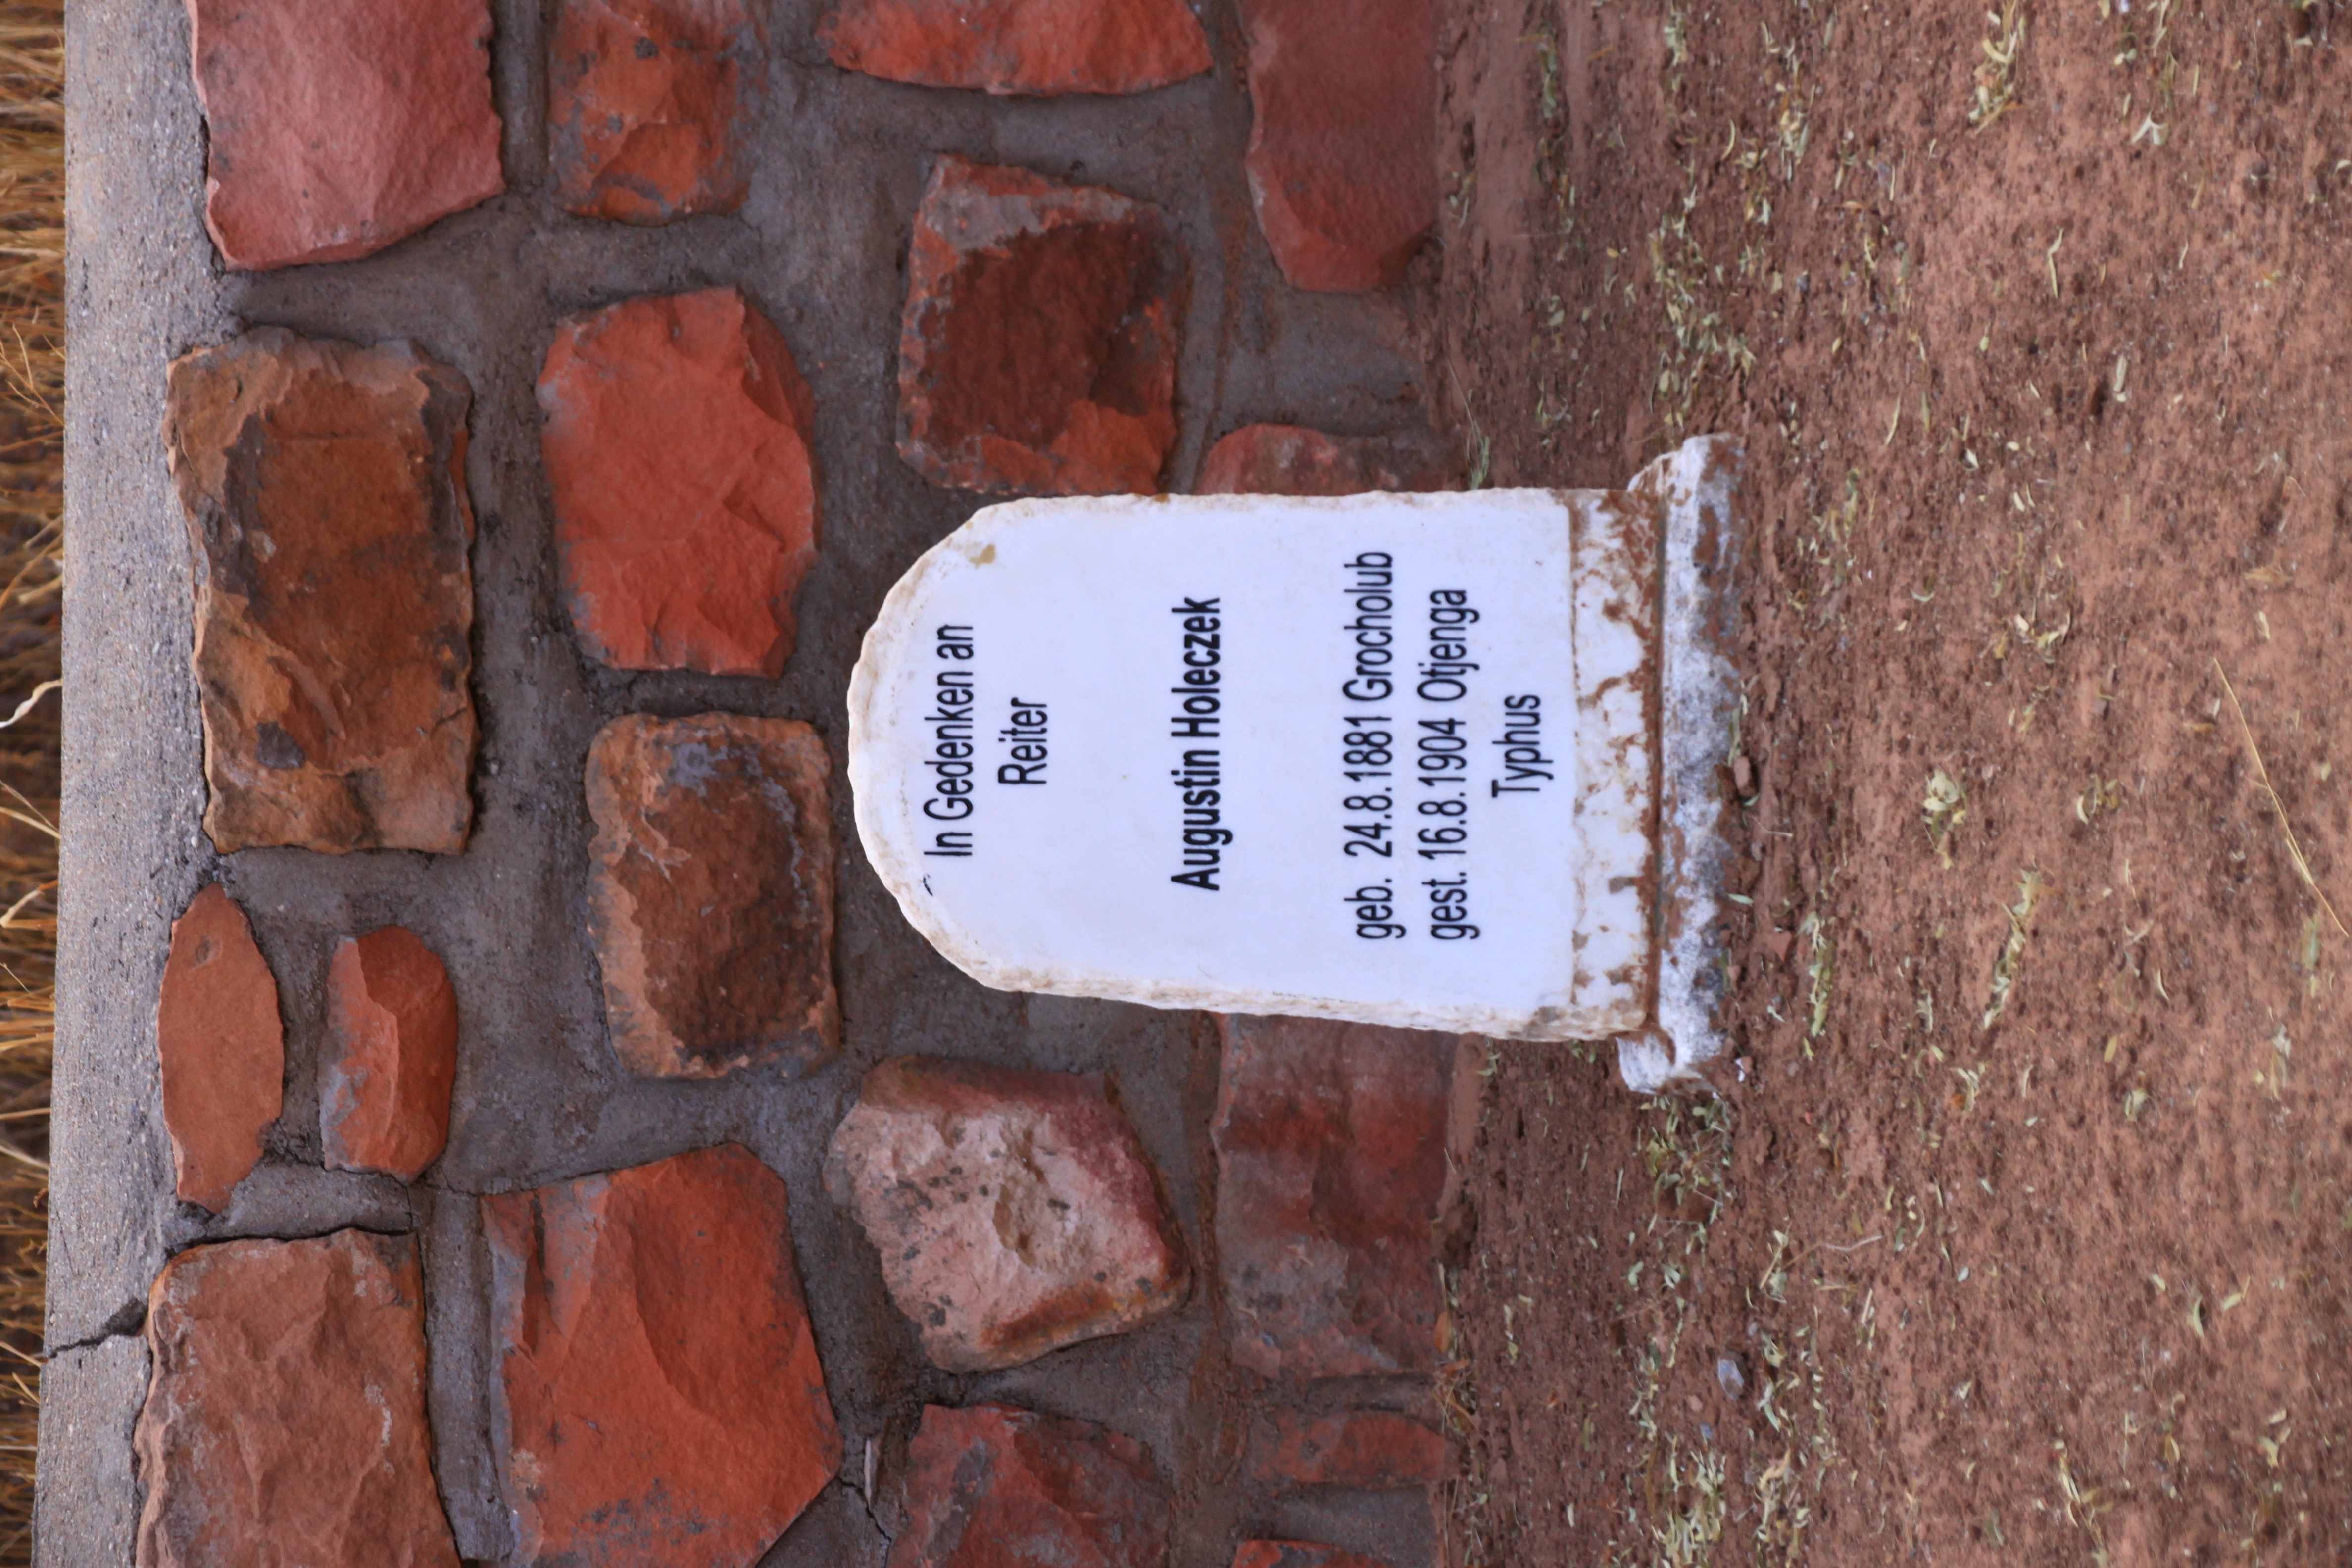 In Gedenken an
Reiter
Augustin Holeczek
geb. 24.8.1881 Grocholub
gest. 16.8.1904 Otjenga
Typhus